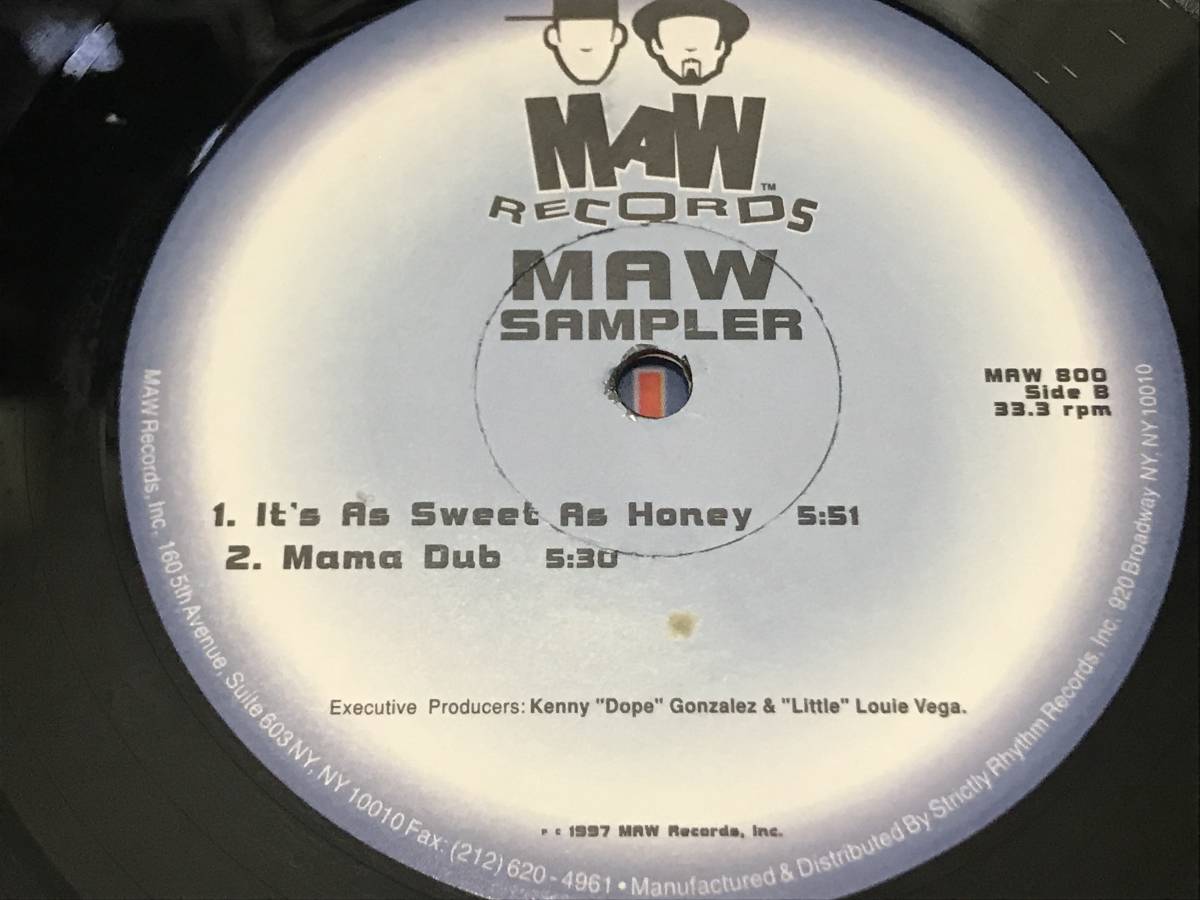 MAW
RECORDS™
MAW
SAMPLER
MAW 800
Side B
33.3 rpm
1. It's As Sweet As Honey 5:51
2. Mama Dub 5:30
Executive Producers: Kenny "Dope" Gonzalez & "Little" Louie Vega.
℗ © 1997 MAW Records, Inc.
MAW Records, Inc. 160 5th Avenue, Suite 603 NY, NY 10010 Fax: (212) 620-4961 • Manufactured & Distributed By Strictly Rhythm Records, Inc. 920 Broadway NY, NY 10010